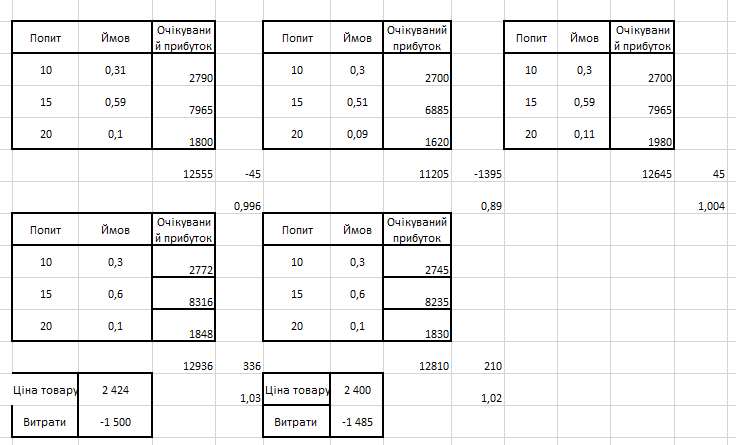 Попит Ймов Очікувани й прибуток Попит Ймов Очікуваний прибуток Попит Ймов Очікувани й прибуток
10 0,31 2790 10 0,3 2700 10 0,3 2700
15 0,59 7965 15 0,51 6885 15 0,59 7965
20 0,1 1800 20 0,09 1620 20 0,11 1980
12555 -45 11205 -1395 12645 45
0,996 0,89 1,004
Попит Ймов Очікувани й прибуток Попит Ймов Очікуваний прибуток
10 0,3 2772 10 0,3 2745
15 0,6 8316 15 0,6 8235
20 0,1 1848 20 0,1 1830
12936 336 12810 210
Ціна товару 2 424 1,03 Ціна товару 2 400 1,02
Витрати -1 500 Витрати -1 485